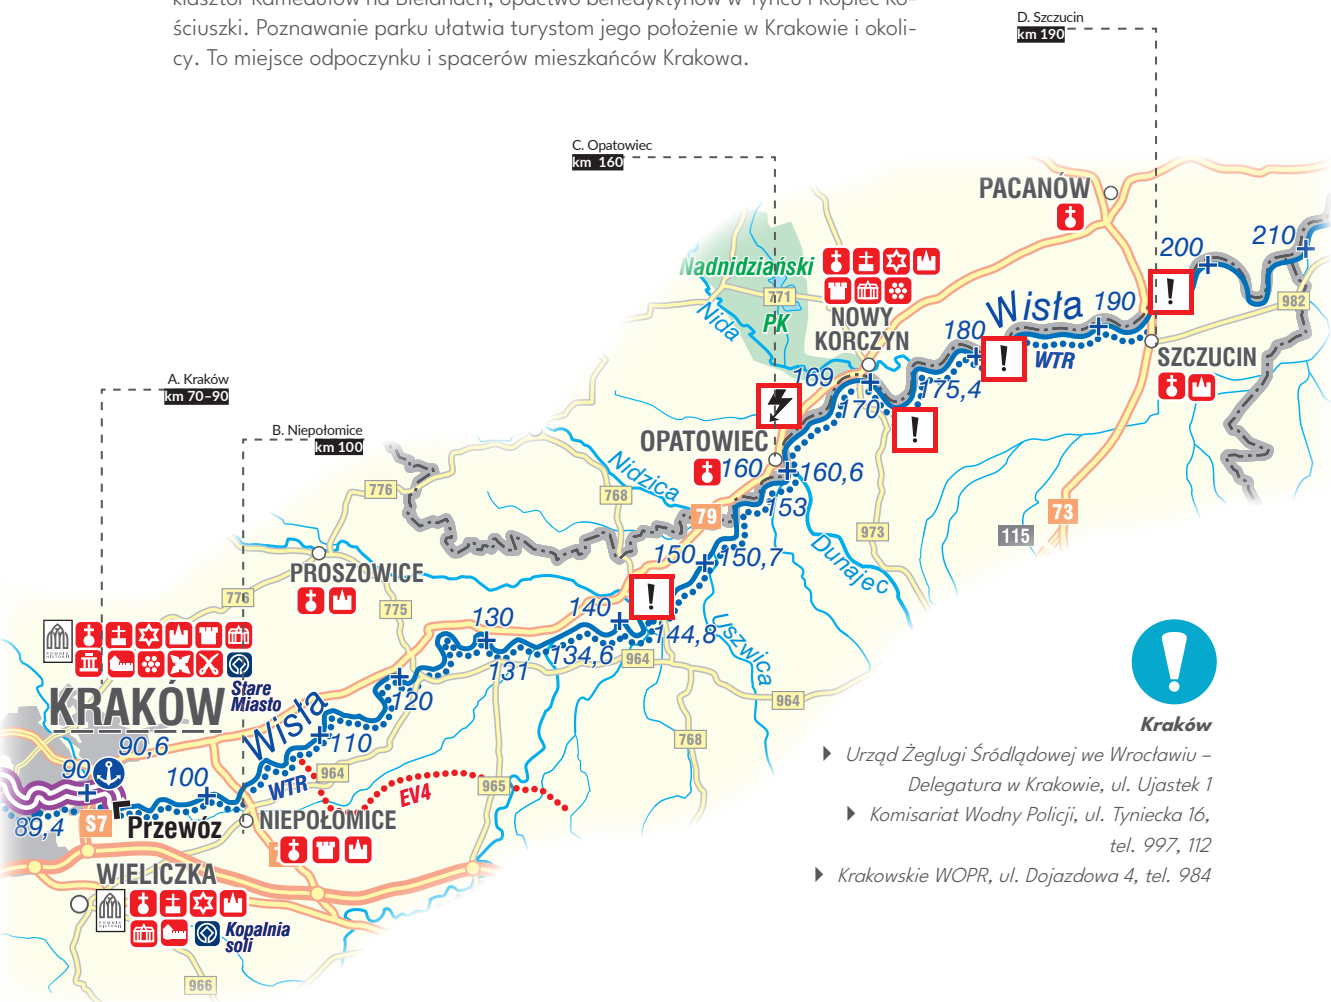 klasztor Kamedułów na Bielanach, opactwo benedyktynów w Tyńcu i Kopiec Ko-
ściuszki. Poznawanie parku ułatwia turystom jego położenie w Krakowie i okoli-
cy. To miejsce odpoczynku i spacerów mieszkańców Krakowa.
D. Szczucin
km 190
C. Opatowiec
km 160
PACANÓW
200
210
Nadnidziański
PK
771
982
Nida
NOWY
KORCZYN
Wisła
190
180
WTR
SZCZUCIN
A. Kraków
km 70–90
169
175,4
170
B. Niepołomice
km 100
OPATOWIEC
160
160,6
Nidzica
776
768
153
79
73
115
973
150
150,7
Dunajec
PROSZOWICE
776
775
130
140
144,8
134,6
131
964
Uszwica
964
KRAKÓW
Stare
Miasto
120
Wisła
110
768
90,6
90
100
964
WTR
EV4
965
89,4
S7
Przewóz
NIEPOŁOMICE
WIELICZKA
Kopalnia
soli
966
Kraków
Urząd Żeglugi Śródlądowej we Wrocławiu –
Delegatura w Krakowie, ul. Ujastek 1
Komisariat Wodny Policji, ul. Tyniecka 16,
tel. 997, 112
Krakowskie WOPR, ul. Dojazdowa 4, tel. 984